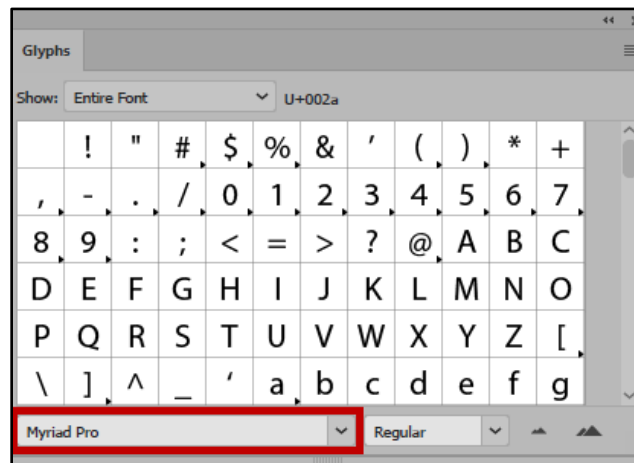 Glyphs
Show: Entire Font U+002a
! " # $ % & ′ ( ) * +
, - . / 0 1 2 3 4 5 6 7
8 9 : ; < = > ? @ A B C
D E F G H I J K L M N O
P Q R S T U V W X Y Z [
\ ] ^ _ ‘ a b c d e f g
Myriad Pro Regular